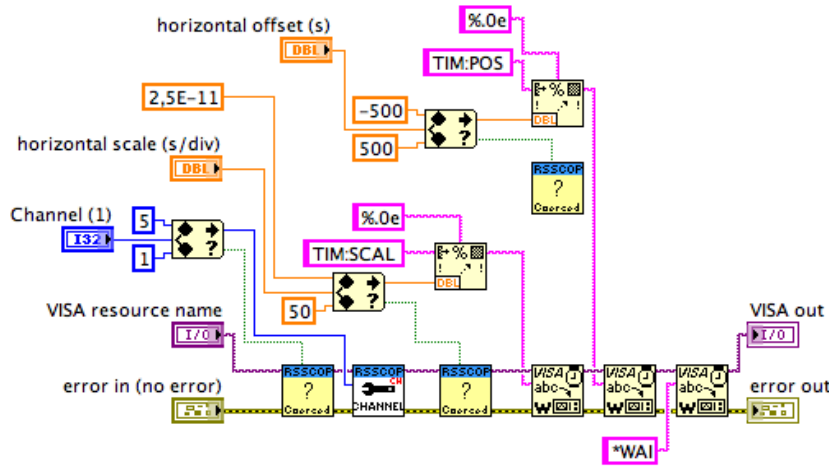 horizontal offset (s)
DBL
%.0e
TIM:POS
2,5E-11
-500
% 
DBL
horizontal scale (s/div)
DBL
500
RSSCOP
?
Coerced
Channel (1)
I32
5
1
%.0e
TIM:SCAL
%
DBL
50
VISA resource name
I/O
VISA out
I/O
RSSCOP
?
Coerced
RSSCOP
CH
CHANNEL
RSSCOP
?
Coerced
VISA
abc
W
VISA
abc
W
VISA
abc
W
error in (no error)
error out
*WAI